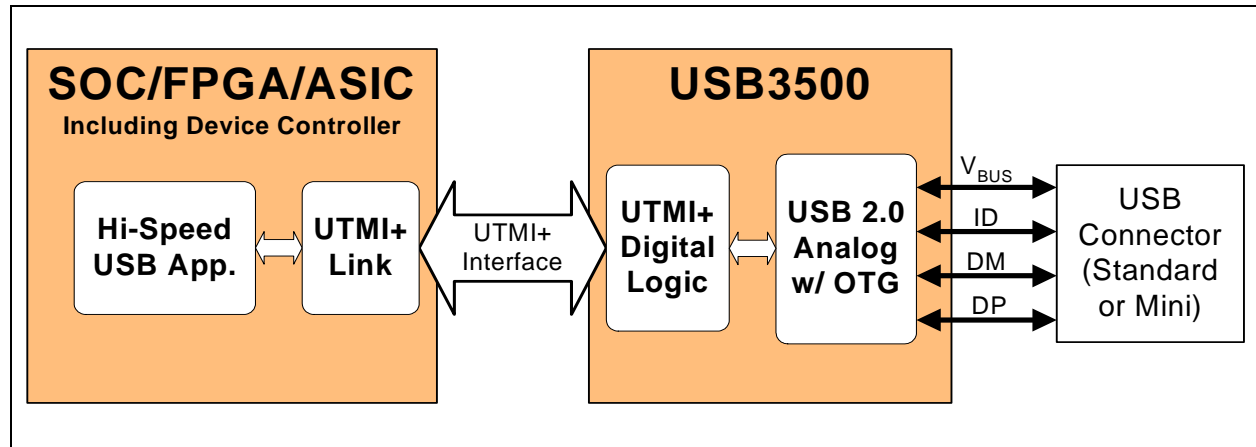 SOC/FPGA/ASIC
Including Device Controller
Hi-Speed
USB App.
UTMI+
Link
UTMI+
Interface
USB3500
UTMI+
Digital
Logic
USB 2.0
Analog
w/ OTG
VBUS
ID
DM
DP
USB
Connector
(Standard
or Mini)